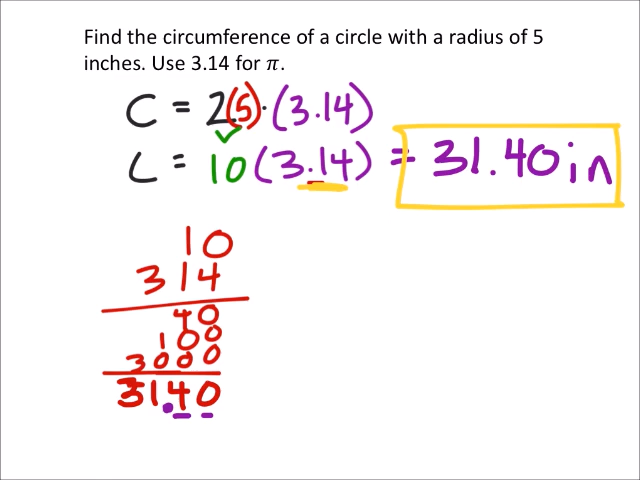 Find the circumference of a circle with a radius of 5
inches. Use 3.14 for π.
C = 2(5)·(3.14)
C = 10(3.14) = 31.40in
10
314
40
100
3000
31.40